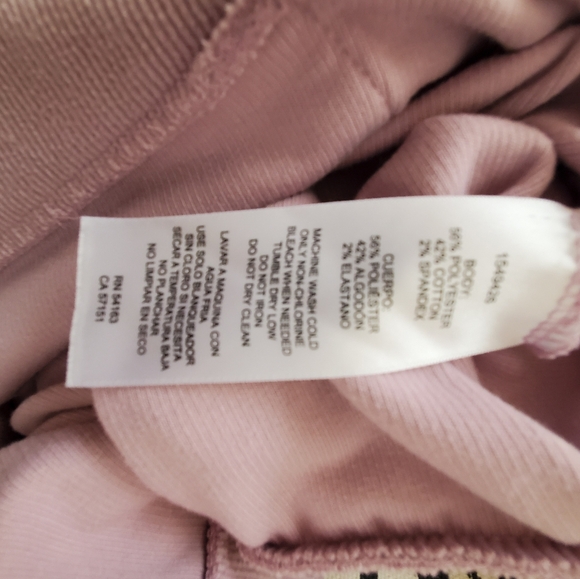 BODY:
56% POLYESTER
42% COTTON
2% SPANDEX
CUERPO:
56% POLIESTER
42% ALGODÓN
2% ELASTANO
MACHINE WASH COLD
ONLY NON-CHLORINE
BLEACH WHEN NEEDED
TUMBLE DRY LOW
DO NOT IRON
DO NOT DRY CLEAN
LAVAR A MAQUINA CON
AGUA FRIA
USE SOLO BLANQUEADOR
SIN CLORO SI NECESITA
SECAR A TEMPERATURA BAJA
NO PLANCHAR
NO LIMPIAR EN SECO
RN 54163
CA 57151